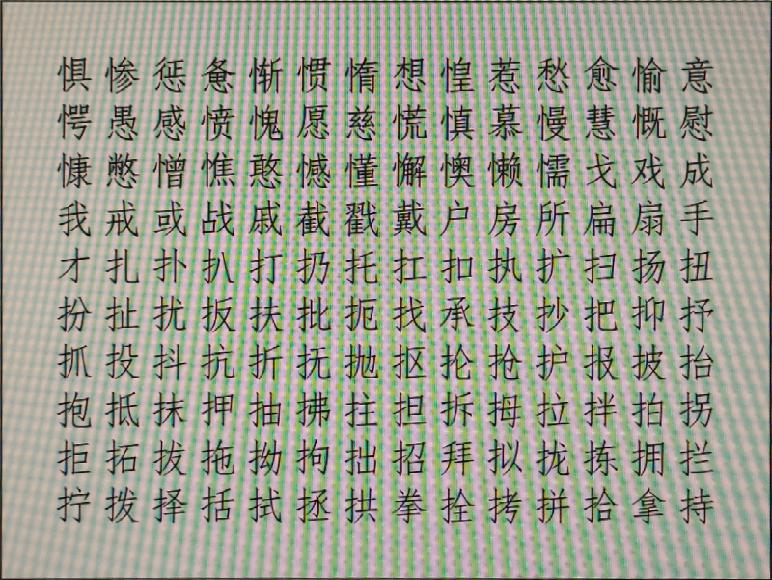 惧惨惩惫惭惯惰想惶惹愁愈愉意
愕愚感愤愧愿慈慌慎慕慢慧慨慰
慷憋憎憔憨憾懂懈懊懒懦戈戏成
我戒或战戚截戳戴户房所扁扇手
才扎扑扒打扔托扛扣执扩扫扬扭
扮扯扰扳扶批扼找承技抄把抑抒
抓投抖抗折抚抛抠抡抢护报披抬
抱抵抹押抽拂拄担拆拇拉拌拍拐
拒拓拔拖拗拘拙招拜拟拢拣拥拦
拧拨择括拭拯拱拳拴拷拼拾拿持